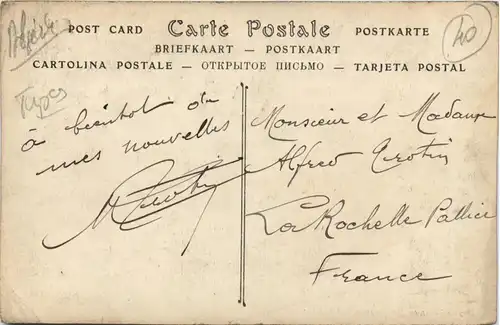 Algérie
Types
40
POST CARD Carte Postale POSTKARTE
BRIEFKAART — POSTKAART
CARTOLINA POSTALE — ОТКРЫТОЕ ПИСЬМО — TARJETA POSTAL
à bientôt de
mes nouvelles
Monsieur et Madame
Alfred
La Rochelle Pallice
France